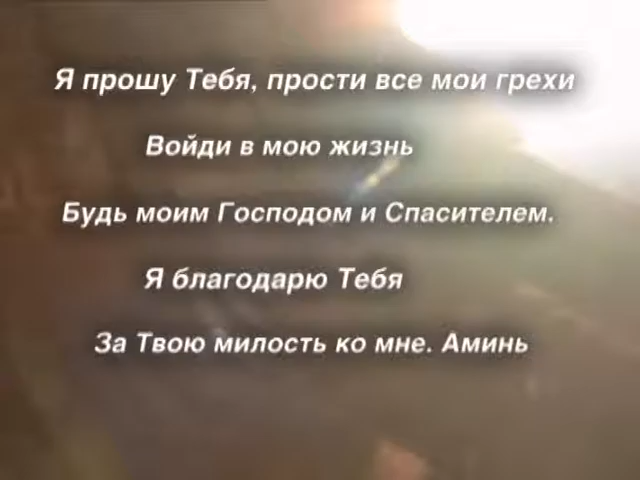 Я прошу Тебя, прости все мои грехи
Войди в мою жизнь
Будь моим Господом и Спасителем.
Я благодарю Тебя
За Твою милость ко мне. Аминь